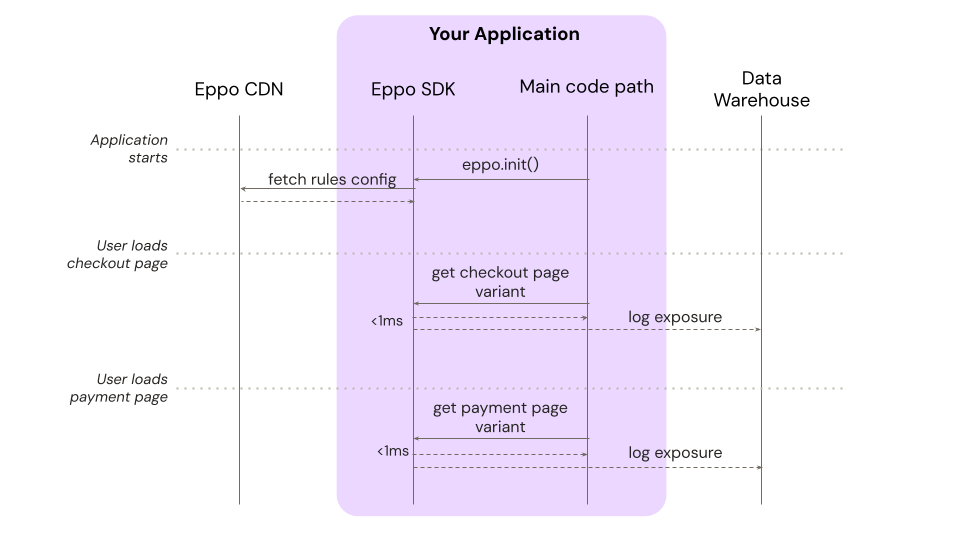 Your Application
Eppo CDN
Eppo SDK
Main code path
Data
Warehouse
Application
starts
eppo.init()
fetch rules config
User loads
checkout page
get checkout page
variant
<1ms
log exposure
User loads
payment page
get payment page
variant
<1ms
log exposure